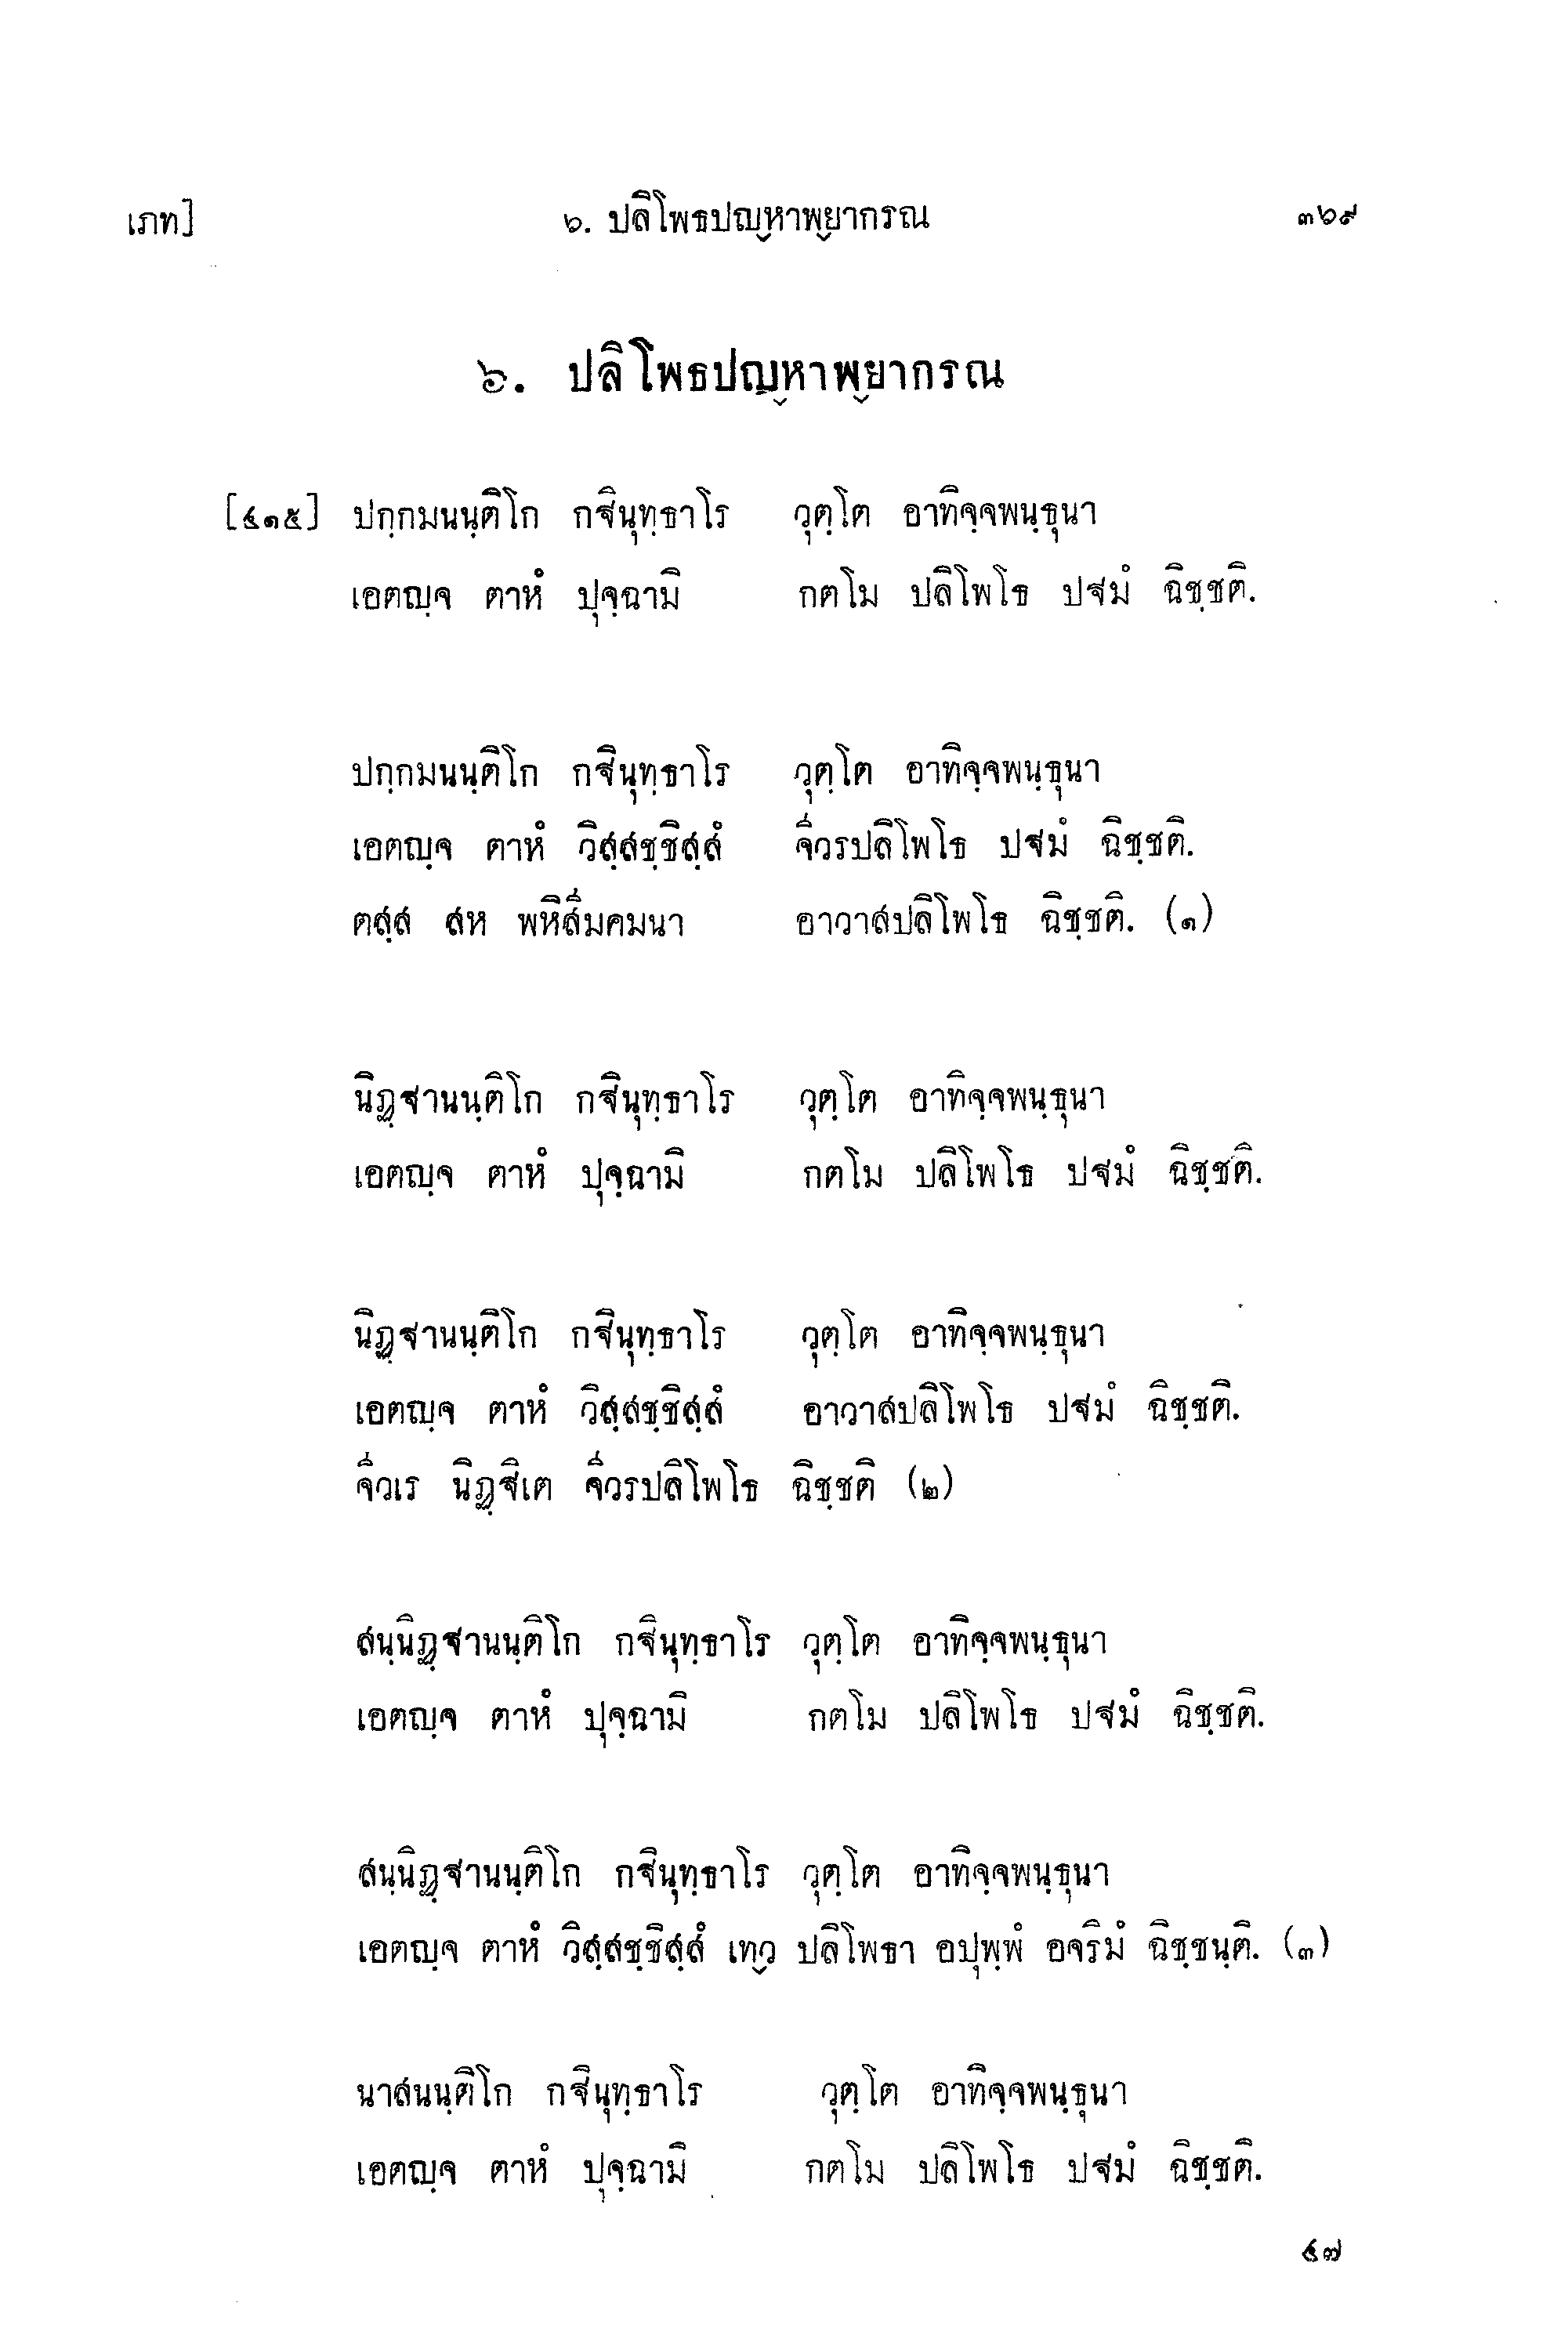 เภท] ๖. ปลิโพธปญฺหาพฺยากรณ ๓๖๙
๖. ปลิโพธปญฺหาพฺยากรณ
[๔๑๕] ปกฺกมนนฺติโก กฐินุทฺธาโร วุตฺโต อาทิจฺจพนฺธุนา
เอตญฺจ ตาหํ ปุจฺฉามิ กตโม ปลิโพโธ ปฐมํ ฉิชฺชติ.
ปกฺกมนนฺติโก กฐินุทฺธาโร วุตฺโต อาทิจฺจพนฺธุนา
เอตญฺจ ตาหํ วิสฺสชฺชิสฺสํ จีวรปลิโพโธ ปฐมํ ฉิชฺชติ.
ตสฺส สห พหิสีมคมนา อาวาสปลิโพโธ ฉิชฺชติ. (๑)
นิฏฺฐานนฺติโก กฐินุทฺธาโร วุตฺโต อาทิจฺจพนฺธุนา
เอตญฺจ ตาหํ ปุจฺฉามิ กตโม ปลิโพโธ ปฐมํ ฉิชฺชติ.
นิฏฺฐานนฺติโก กฐินุทฺธาโร วุตฺโต อาทิจฺจพนฺธุนา
เอตญฺจ ตาหํ วิสฺสชฺชิสฺสํ อาวาสปลิโพโธ ปฐมํ ฉิชฺชติ.
จีวเร นิฏฺฐิเต จีวรปลิโพโธ ฉิชฺชติ (๒)
สนฺนิฏฺฐานนฺติโก กฐินุทฺธาโร วุตฺโต อาทิจฺจพนฺธุนา
เอตญฺจ ตาหํ ปุจฺฉามิ กตโม ปลิโพโธ ปฐมํ ฉิชฺชติ.
สนฺนิฏฺฐานนฺติโก กฐินุทฺธาโร วุตฺโต อาทิจฺจพนฺธุนา
เอตญฺจ ตาหํ วิสฺสชฺชิสฺสํ เทฺว ปลิโพธา อปุพฺพํ อจริมํ ฉิชฺชนฺติ. (๓)
นาสนนฺติโก กฐินุทฺธาโร วุตฺโต อาทิจฺจพนฺธุนา
เอตญฺจ ตาหํ ปุจฺฉามิ กตโม ปลิโพโธ ปฐมํ ฉิชฺชติ.
๔๗